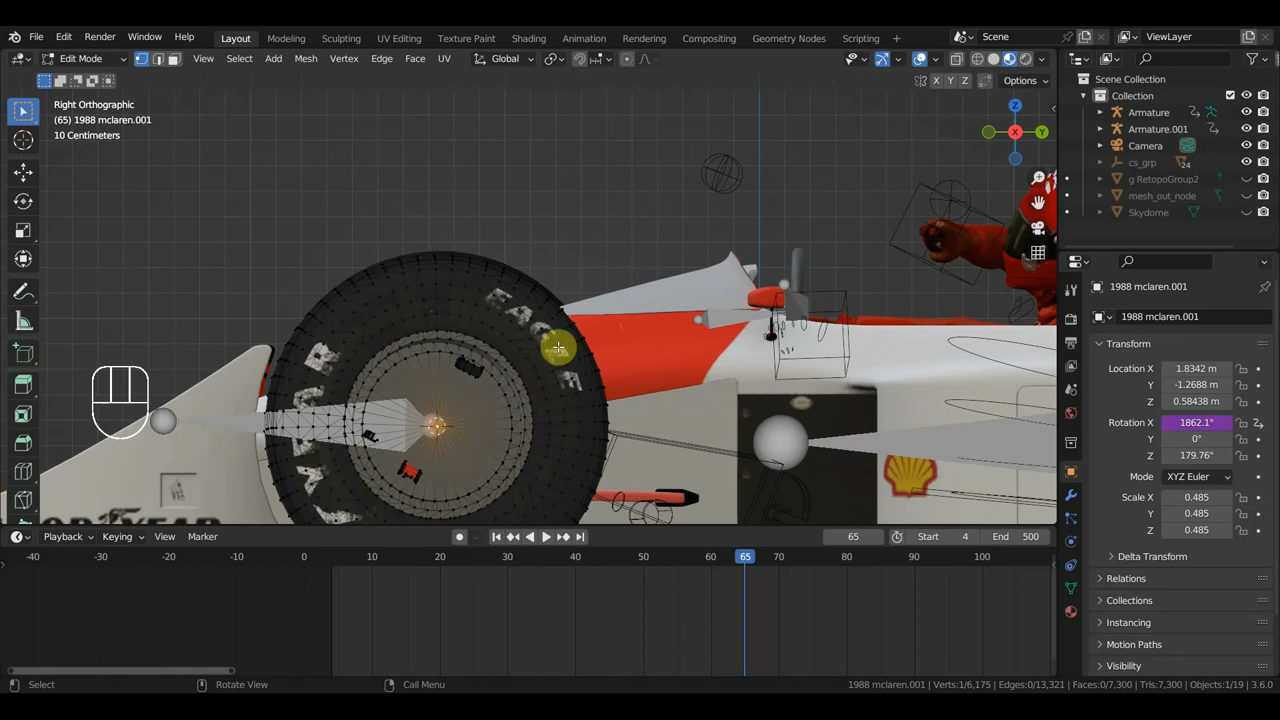 File Edit Render Window Help Layout Modeling Sculpting UV Editing Texture Paint Shading Animation Rendering Compositing Geometry Nodes Scripting + Scene ViewLayer
Edit Mode View Select Add Mesh Vertex Edge Face UV Global
X Y Z Options
Right Orthographic
(65) 1988 mclaren.001
10 Centimeters
Z
X
Y
Scene Collection
Collection
Armature
Armature.001
Camera
cs_grp 24
g RetopoGroup2
mesh_out_node
Skydome
1988 mclaren.001
1988 mclaren.001
Transform
Location X 1.8342 m
Y -1.2688 m
Z 0.58438 m
Rotation X 1862.1°
Y 0°
Z 179.76°
Mode XYZ Euler
Scale X 0.485
Y 0.485
Z 0.485
Delta Transform
Relations
Collections
Instancing
Motion Paths
Visibility
EAGLE
Playback Keying View Marker 65 Start 4 End 500
-40 -30 -20 -10 0 10 20 30 40 50 60 65 70 80 90 100
Select Rotate View Call Menu 1988 mclaren.001 | Verts:1/6,175 | Edges:0/13,321 | Faces:0/7,300 | Tris:7,300 | Objects:1/19 | 3.6.0